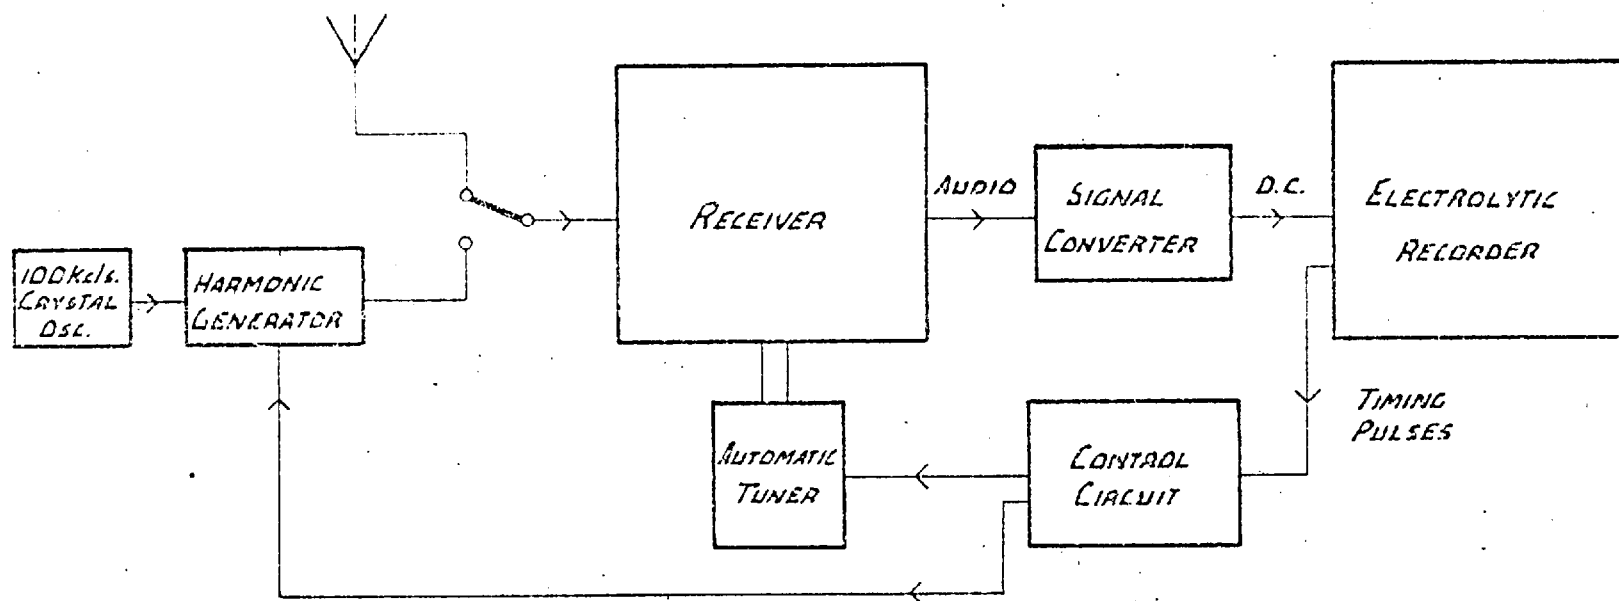 100Kc/s.
CRYSTAL
OSC.
HARMONIC
GENERATOR
RECEIVER
AUDIO
SIGNAL
CONVERTER
D.C.
ELECTROLYTIC
RECORDER
AUTOMATIC
TUNER
CONTROL
CIRCUIT
TIMING
PULSES